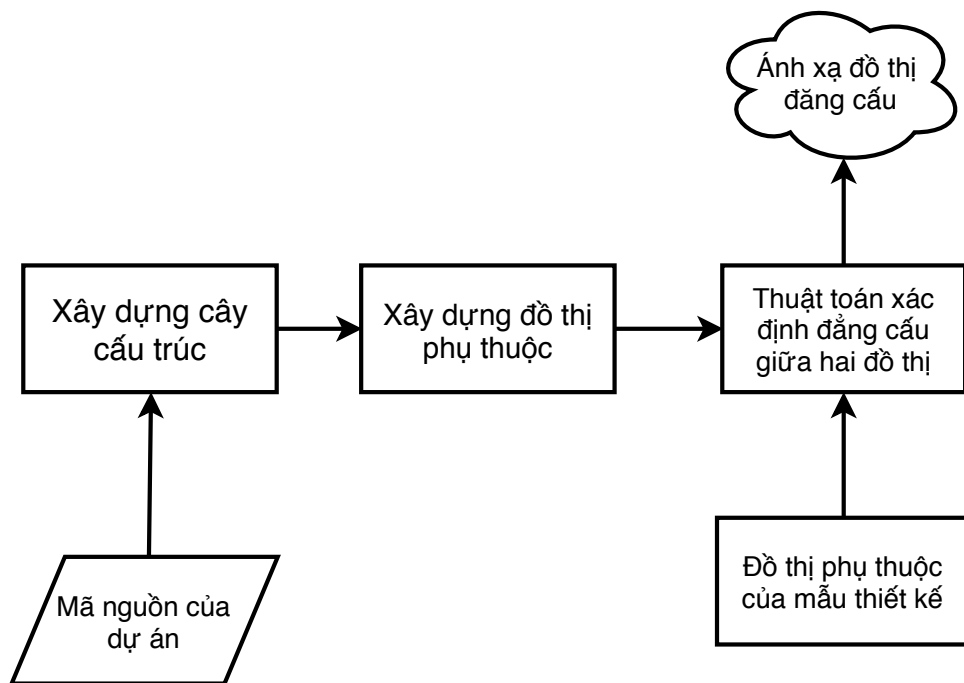 Ánh xạ đồ thị
đăng cấu
Xây dựng cây
cấu trúc
Xây dựng đồ thị
phụ thuộc
Thuật toán xác
định đẳng cấu
giữa hai đồ thị
Mã nguồn của
dự án
Đồ thị phụ thuộc
của mẫu thiết kế